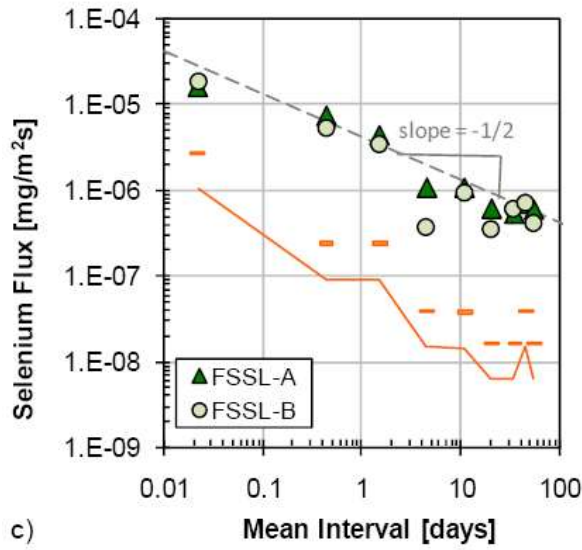 1.E-04
1.E-05
1.E-06
1.E-07
1.E-08
1.E-09
Selenium Flux [mg/m²s]
slope = -1/2
FSSL-A
FSSL-B
0.01 0.1 1 10 100
c) Mean Interval [days]